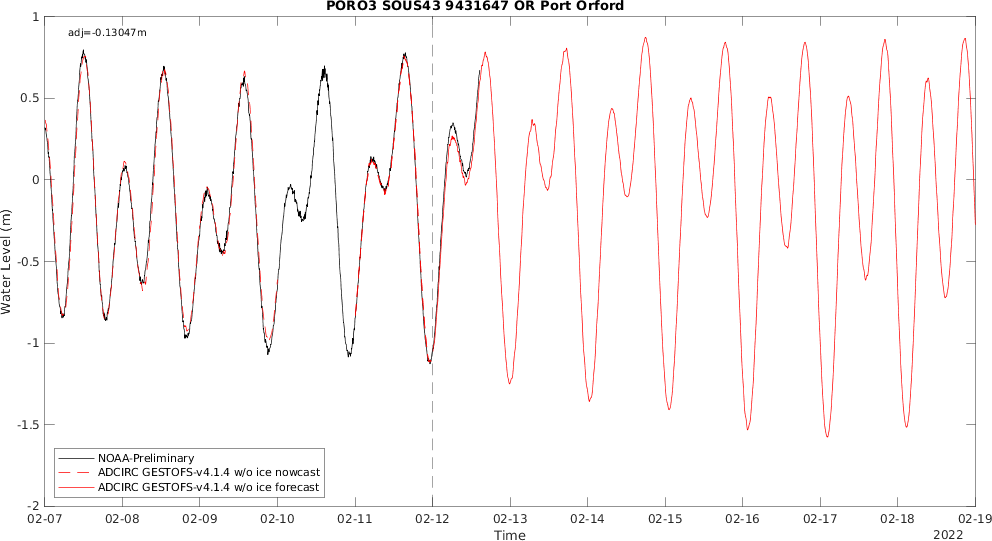 PORO3 SOUS43 9431647 OR Port Orford
adj=-0.13047m
1
0.5
0
-0.5
-1
-1.5
-2
Water Level (m)
NOAA-Preliminary
ADCIRC GESTOFS-v4.1.4 w/o ice nowcast
ADCIRC GESTOFS-v4.1.4 w/o ice forecast
02-07 02-08 02-09 02-10 02-11 02-12 02-13 02-14 02-15 02-16 02-17 02-18 02-19
Time
2022